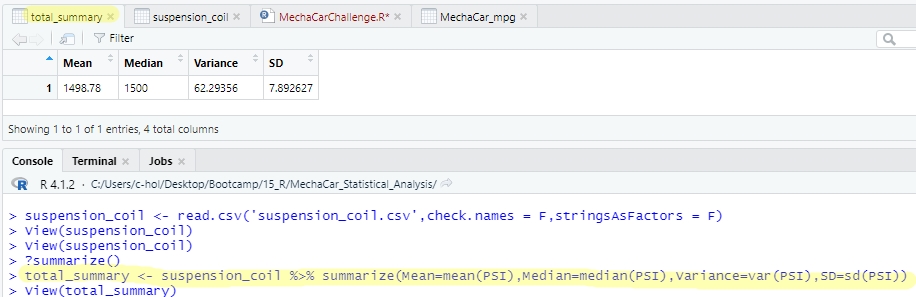 total_summary suspension_coil MechaCarChallenge.R* MechaCar_mpg
Filter
Mean Median Variance SD
1 1498.78 1500 62.29356 7.892627
Showing 1 to 1 of 1 entries, 4 total columns
Console Terminal Jobs
R 4.1.2 · C:/Users/c-hol/Desktop/Bootcamp/15_R/MechaCar_Statistical_Analysis/
> suspension_coil <- read.csv('suspension_coil.csv',check.names = F,stringsAsFactors = F)
> View(suspension_coil)
> View(suspension_coil)
> ?summarize()
> total_summary <- suspension_coil %>% summarize(Mean=mean(PSI),Median=median(PSI),Variance=var(PSI),SD=sd(PSI))
> View(total_summary)